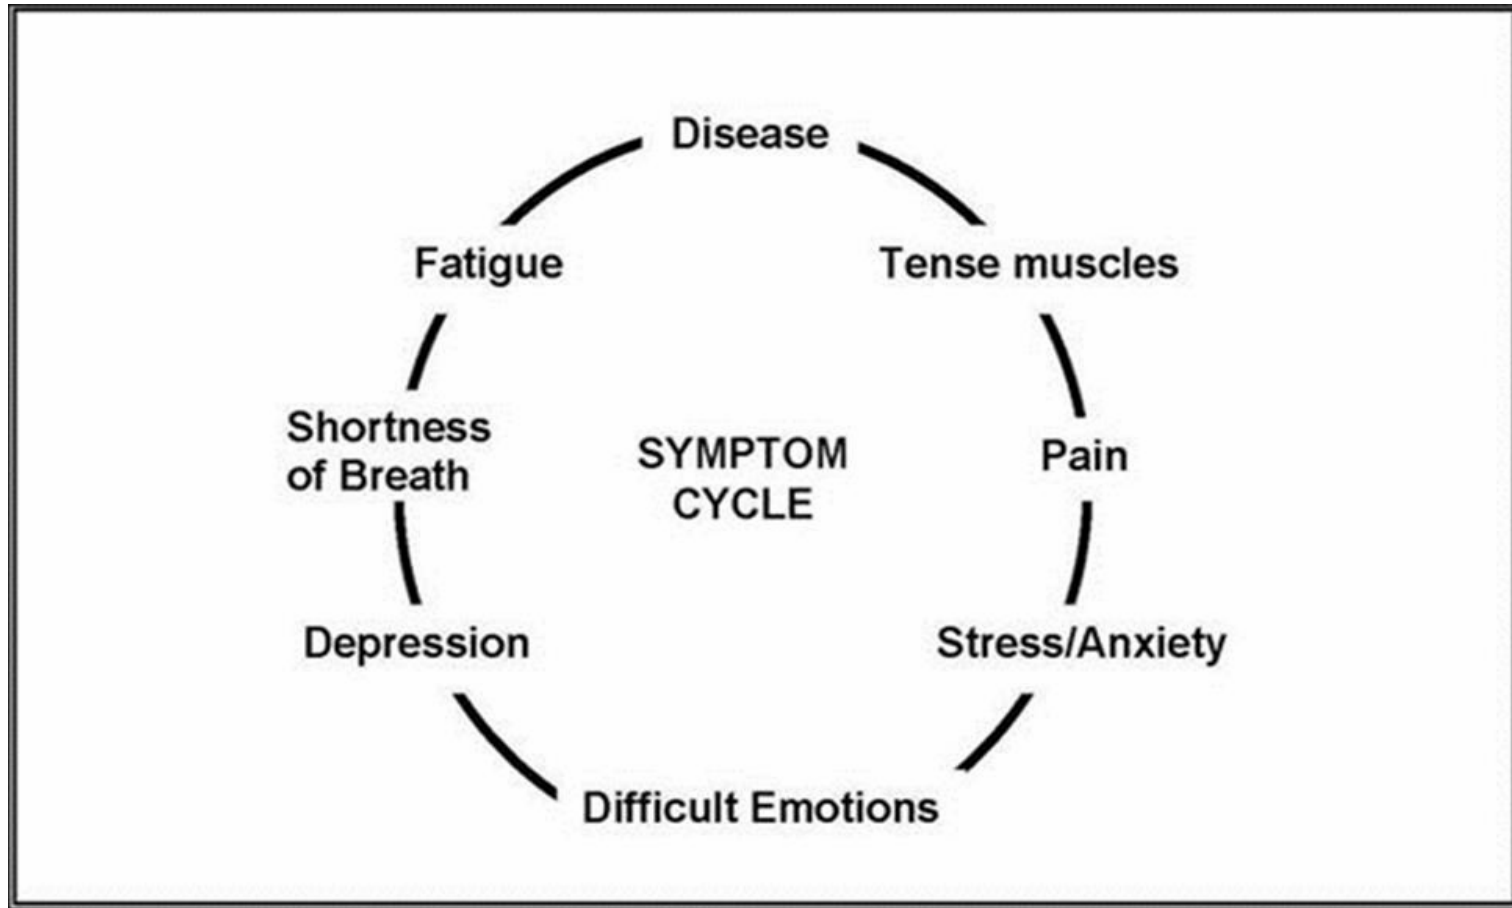 Disease
Tense muscles
Pain
Stress/Anxiety
Difficult Emotions
Depression
Shortness
of Breath
Fatigue
SYMPTOM
CYCLE